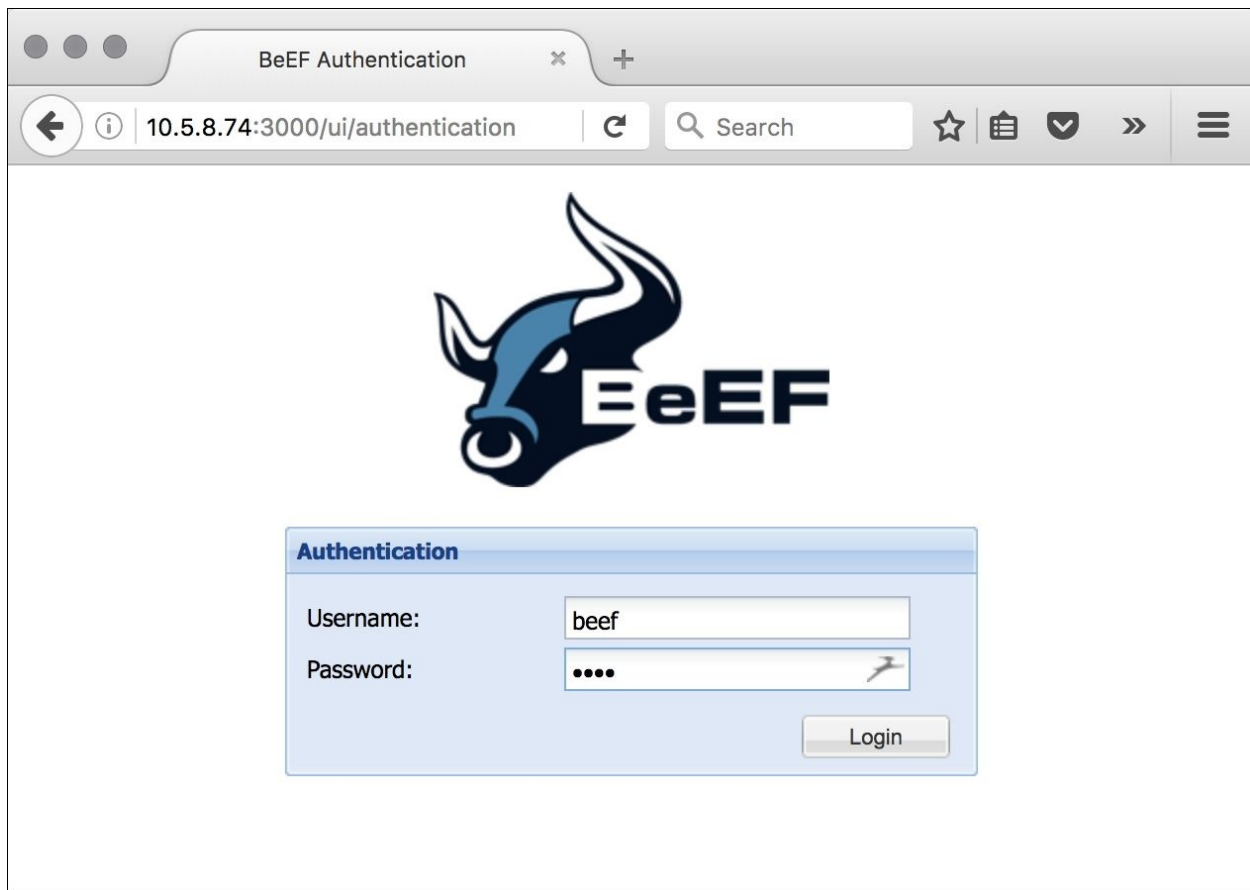 BeEF Authentication
10.5.8.74:3000/ui/authentication
Search
BeEF
Authentication
Username:
beef
Password:
••••
Login